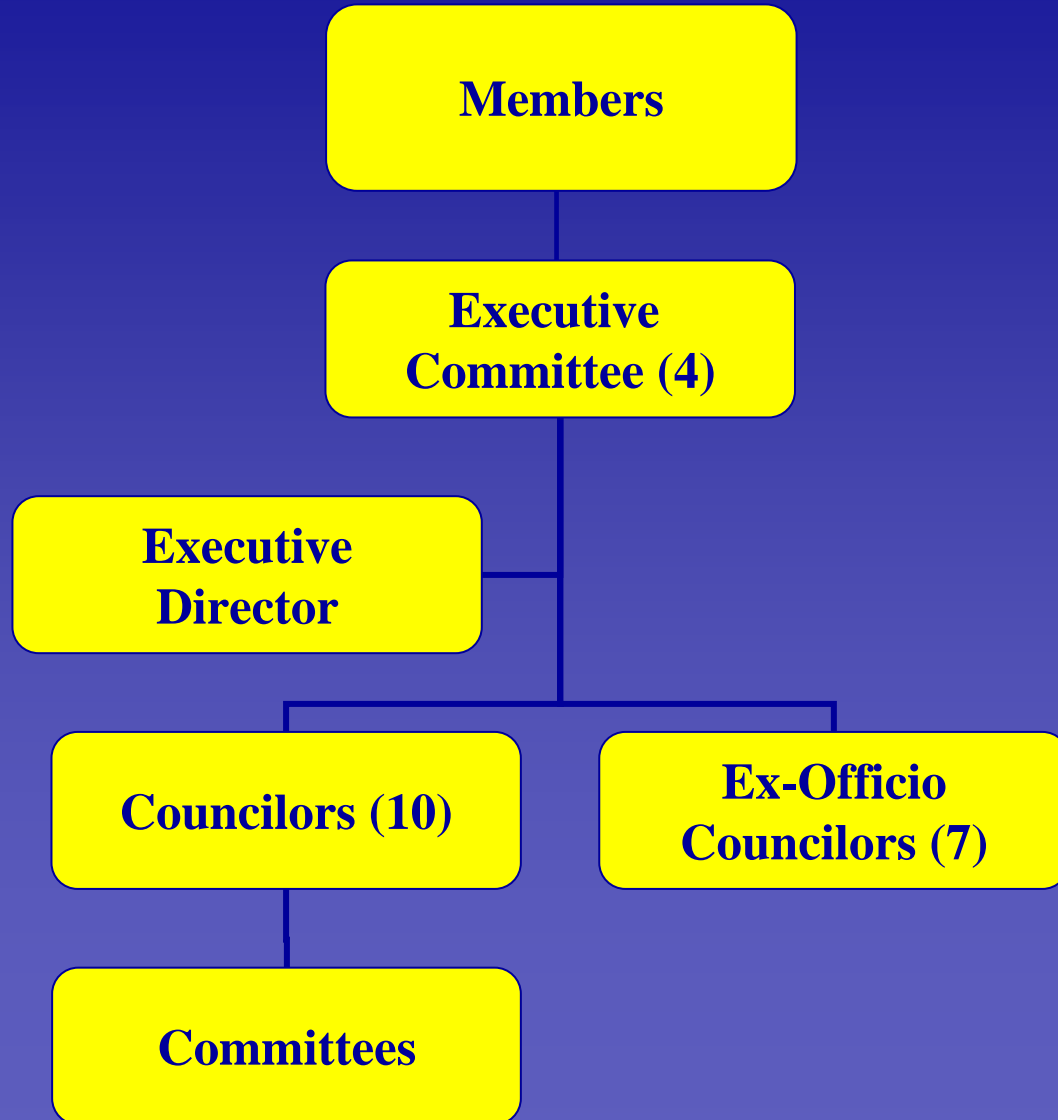 Members
Executive
Committee (4)
Executive
Director
Councilors (10)
Ex-Officio
Councilors (7)
Committees